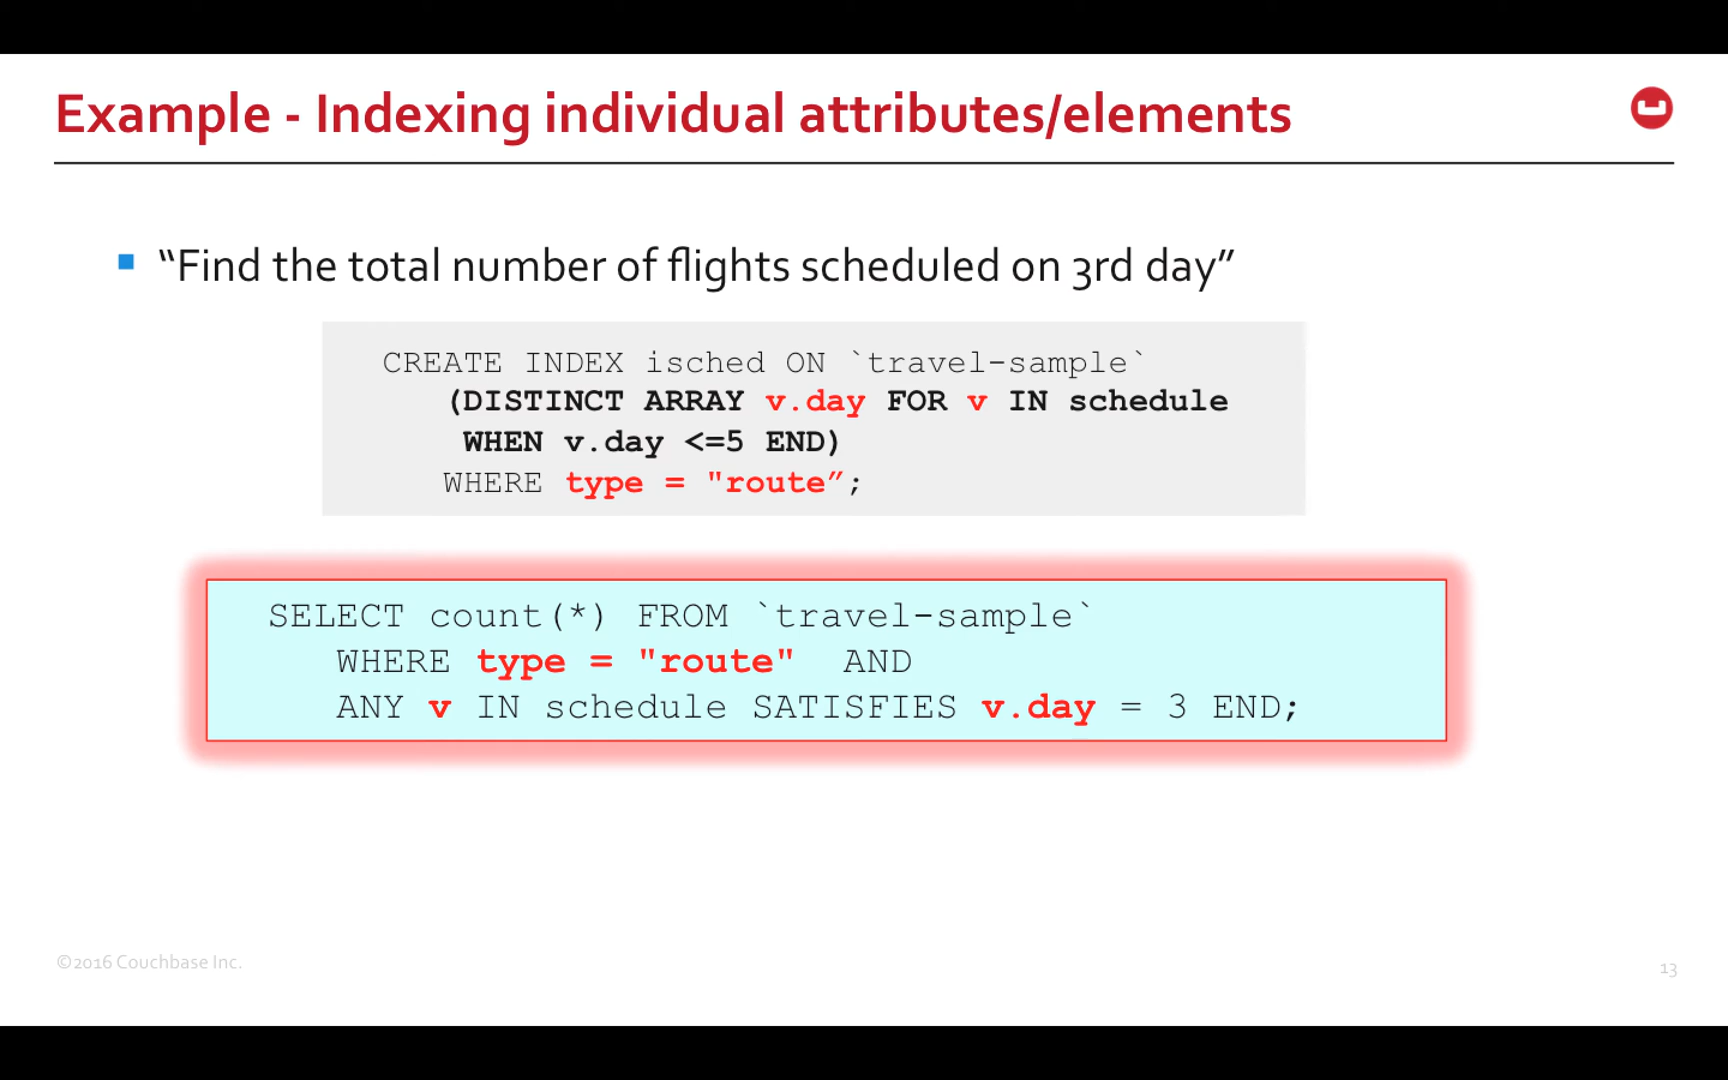 Example - Indexing individual attributes/elements
“Find the total number of flights scheduled on 3rd day”
CREATE INDEX isched ON `travel-sample`
(DISTINCT ARRAY v.day FOR v IN schedule
WHEN v.day <=5 END)
WHERE type = "route”;
SELECT count(*) FROM `travel-sample`
WHERE type = "route" AND
ANY v IN schedule SATISFIES v.day = 3 END;
©2016 Couchbase Inc.
13